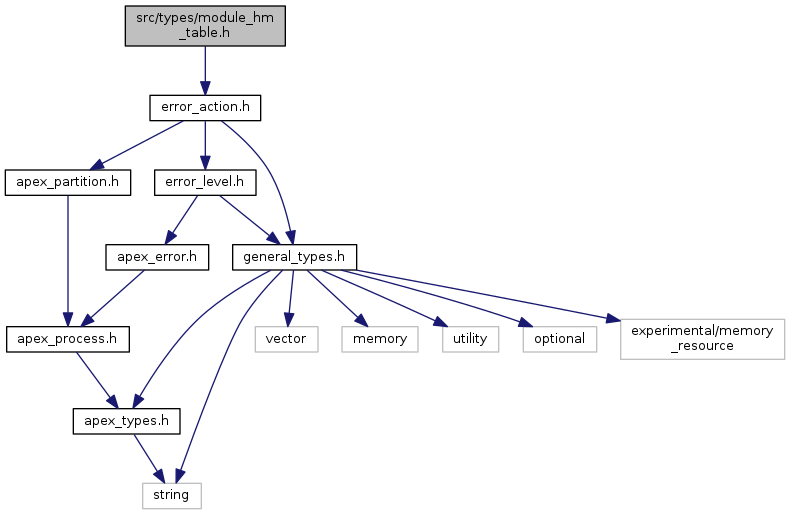 src/types/module_hm
_table.h
error_action.h
apex_partition.h
error_level.h
apex_error.h
general_types.h
apex_process.h
vector
memory
utility
optional
experimental/memory
_resource
apex_types.h
string